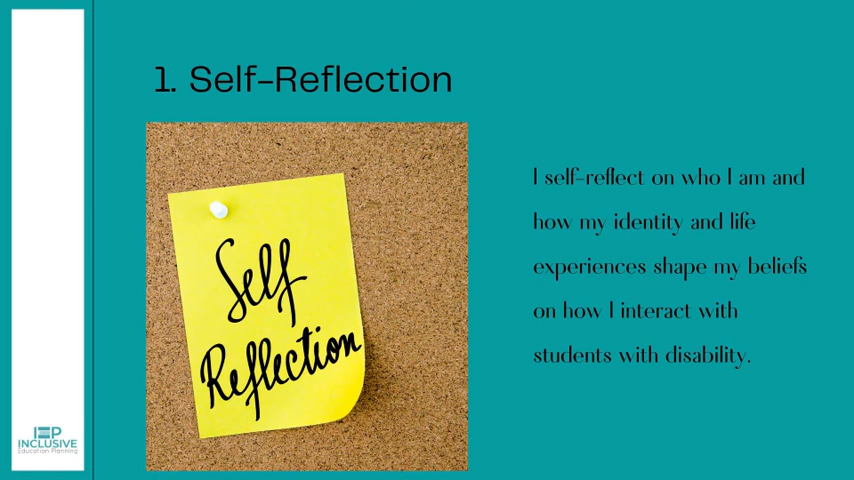 1. Self-Reflection
Self
Reflection
I self-reflect on who I am and
how my identity and life
experiences shape my beliefs
on how I interact with
students with disability.
IEP
INCLUSIVE
Education Planning